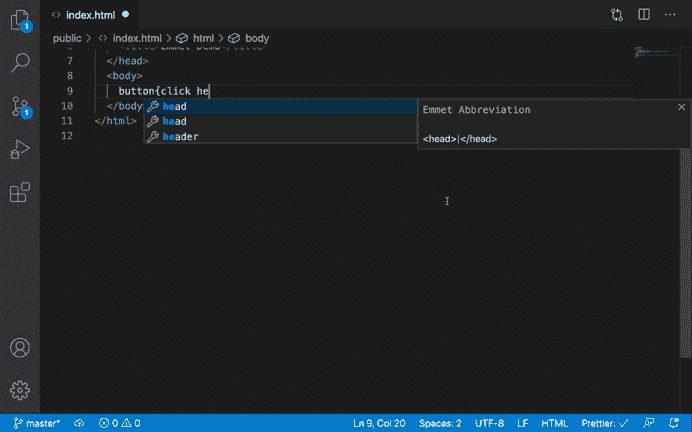 index.html
public > index.html > html > body
6 <title>Emmet Demo</title>
7 </head>
8 <body>
9 button{click he
10 </body
11 </html>
12
head
head
header
Emmet Abbreviation
<head>|</head>
1
1
master* 0 0 Ln 9, Col 20 Spaces: 2 UTF-8 LF HTML Prettier: ✓